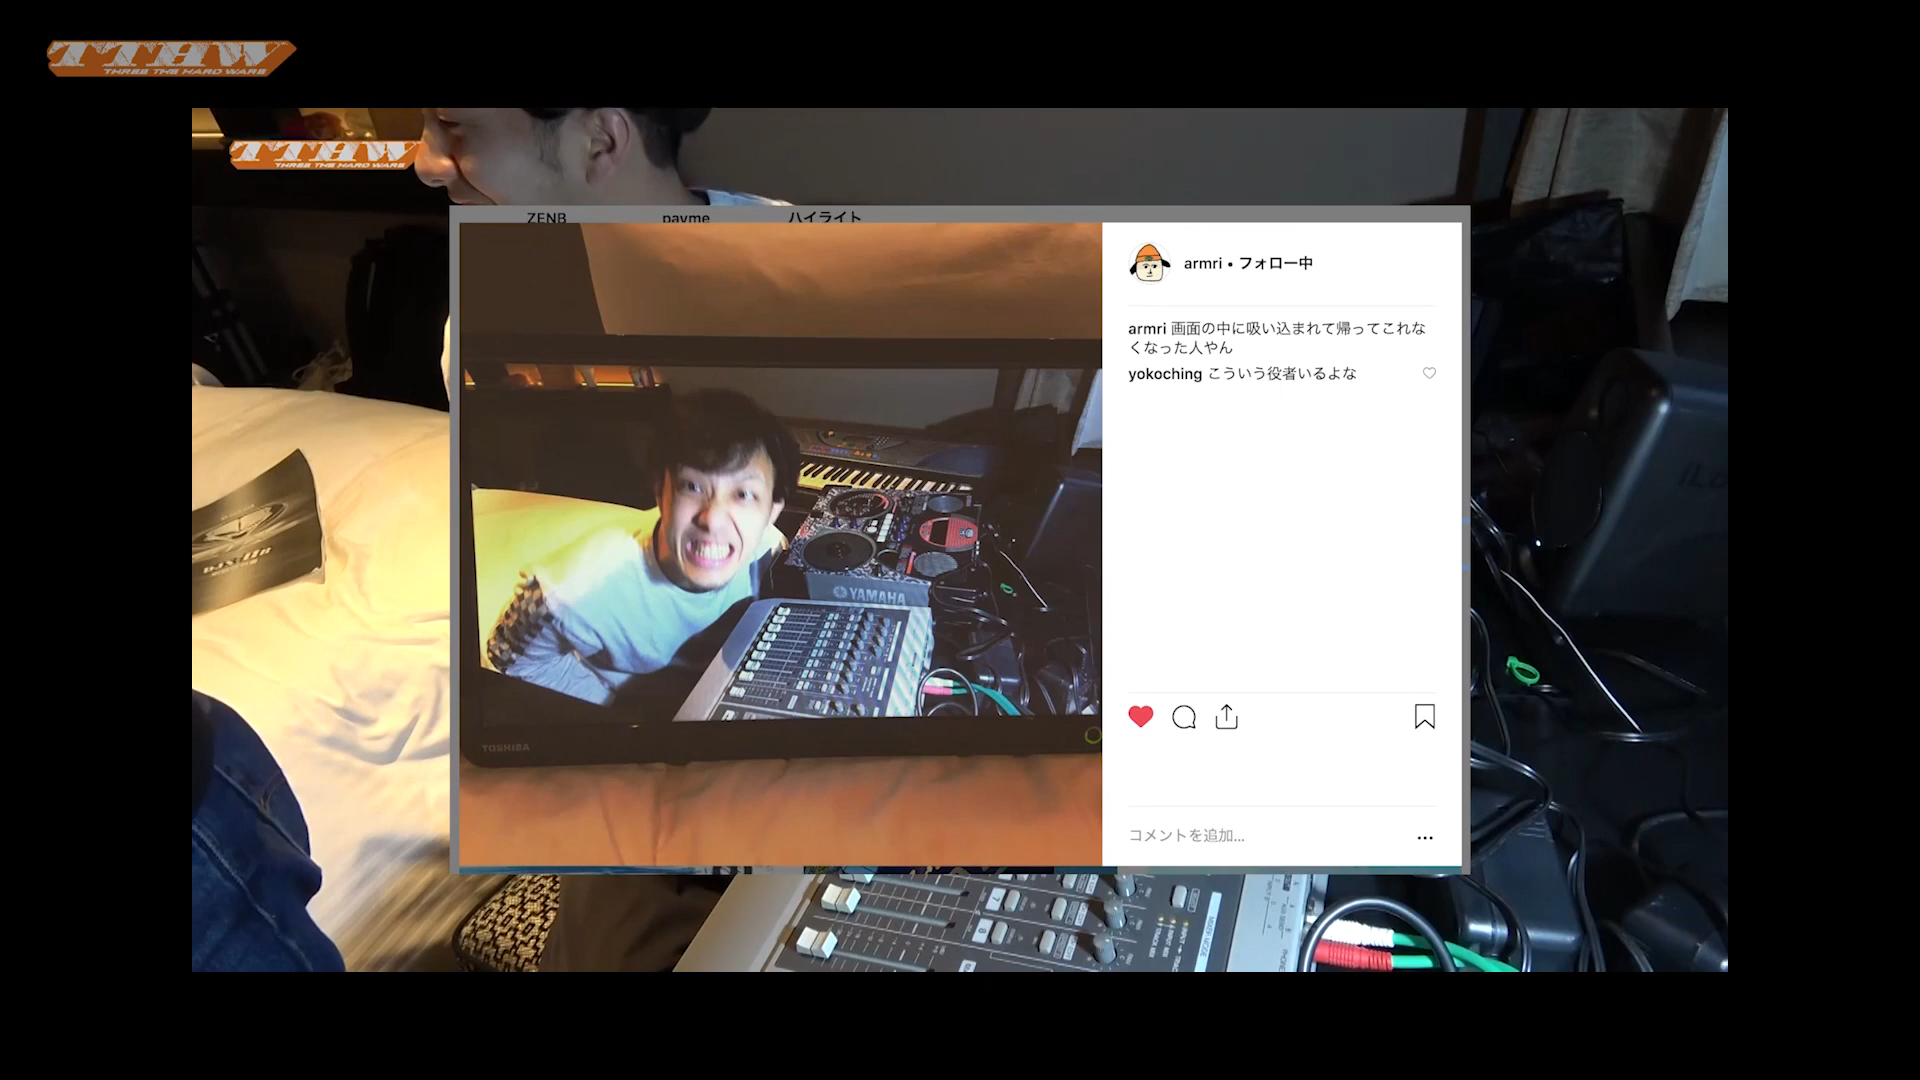 TTHW
THREE THE HARD WARE
TTHW
THREE THE HARD WARE
ZENB
payme
ハイライト
armri • フォロー中
armri 画面の中に吸い込まれて帰ってこれな
くなった人やん
yokoching こういう役者いるよな
YAMAHA
TOSHIBA
コメントを追加...
7
8